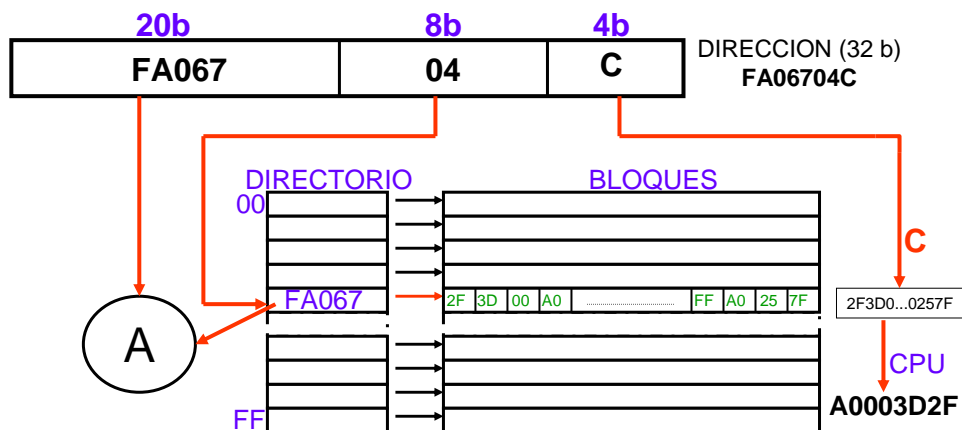 20b 8b 4b
FA067 04 C
DIRECCION (32 b)
FA06704C
DIRECTORIO BLOQUES
00
C
FA067 2F 3D 00 A0 ........................ FF A0 25 7F
2F3D0...0257F
A
CPU
A0003D2F
FF